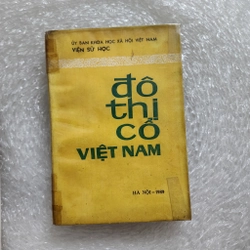 ỦY BAN KHOA HỌC XÃ HỘI VIỆT NAM
VIỆN SỬ HỌC
đô
thị
cổ
VIỆT NAM
HÀ NỘI - 1989